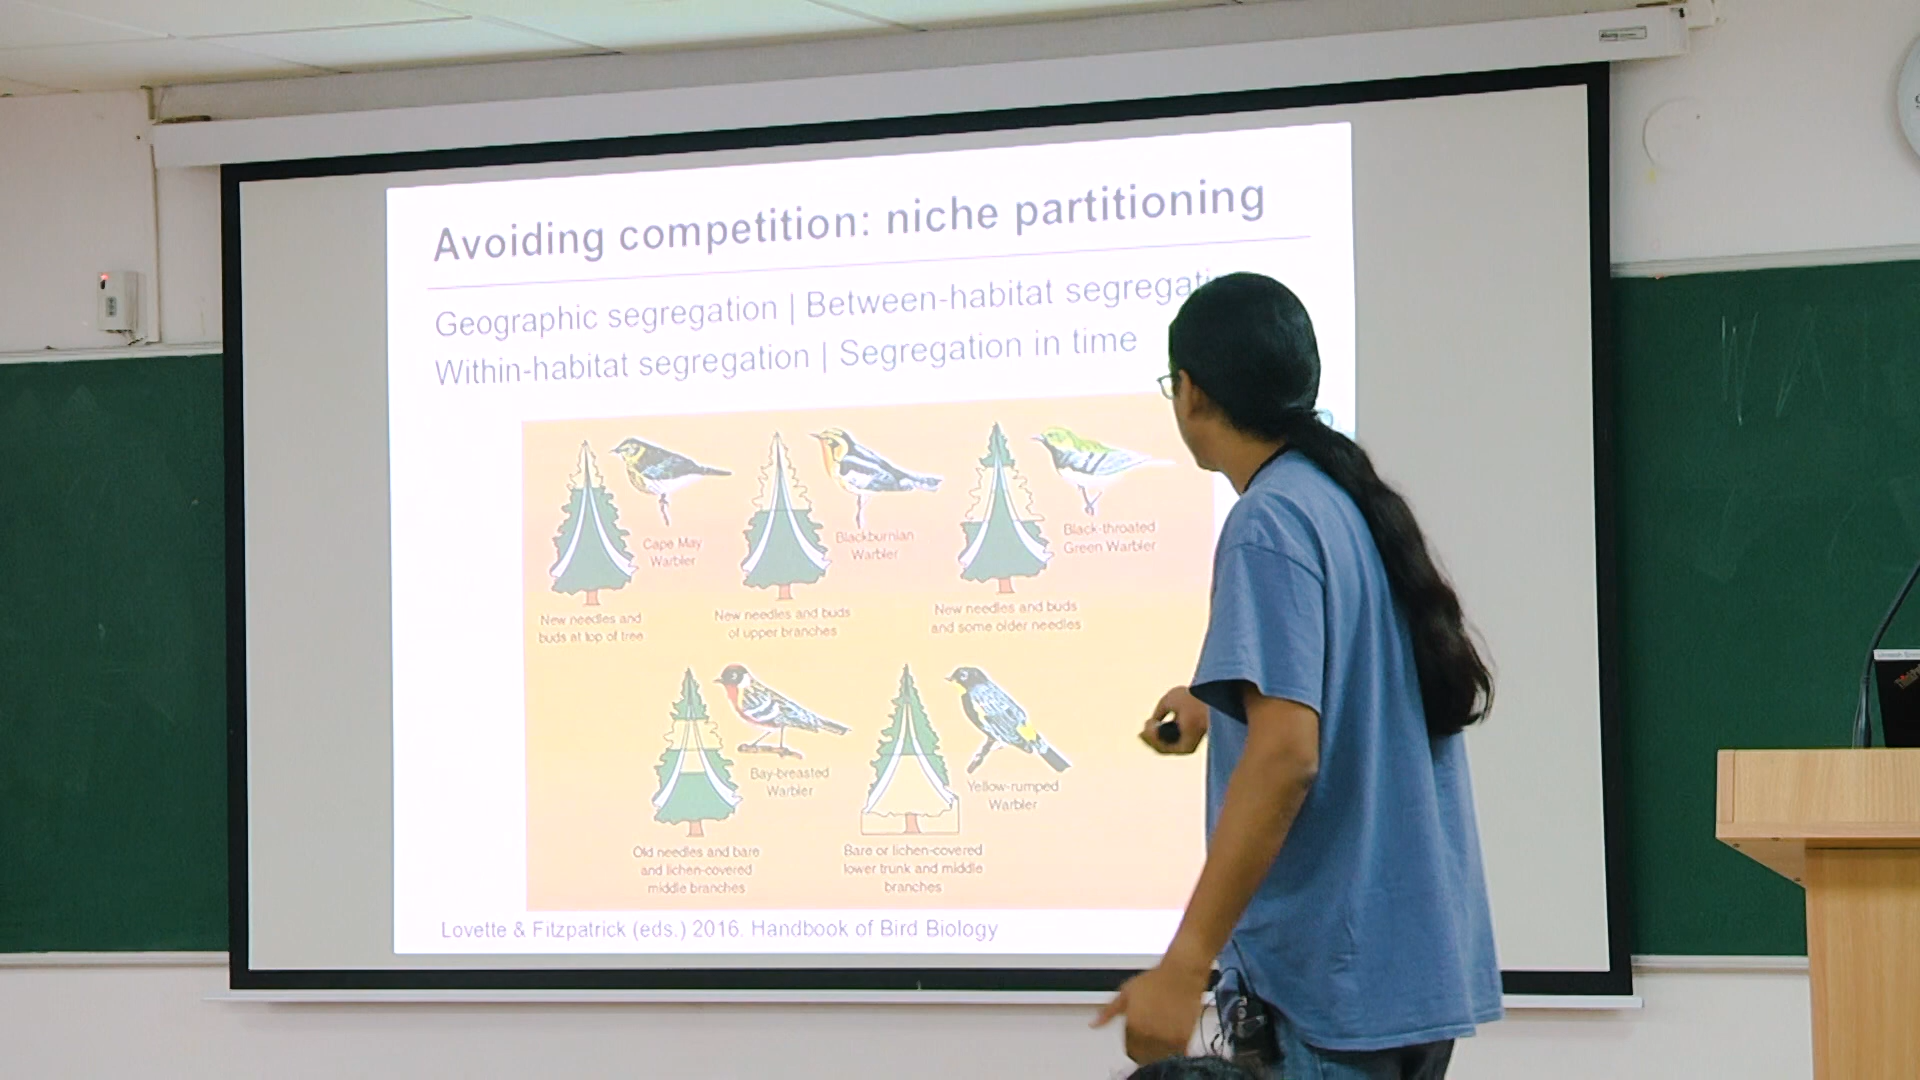 Avoiding competition: niche partitioning
Geographic segregation | Between-habitat
Within-habitat segregation | Segregation in time
Cape May
Warbler
Blackburnian
Warbler
Black-throated
Green Warbler
New needles and
buds at top of tree
New needles and buds
of upper branches
New needles and buds
and some older needles
Bay-breasted
Warbler
Yellow-rumped
Warbler
Old needles and bare
and lichen-covered
middle branches
Bare or lichen-covered
lower trunk and middle
branches
Lovette & Fitzpatrick (eds.) 2016. Handbook of Bird Biology